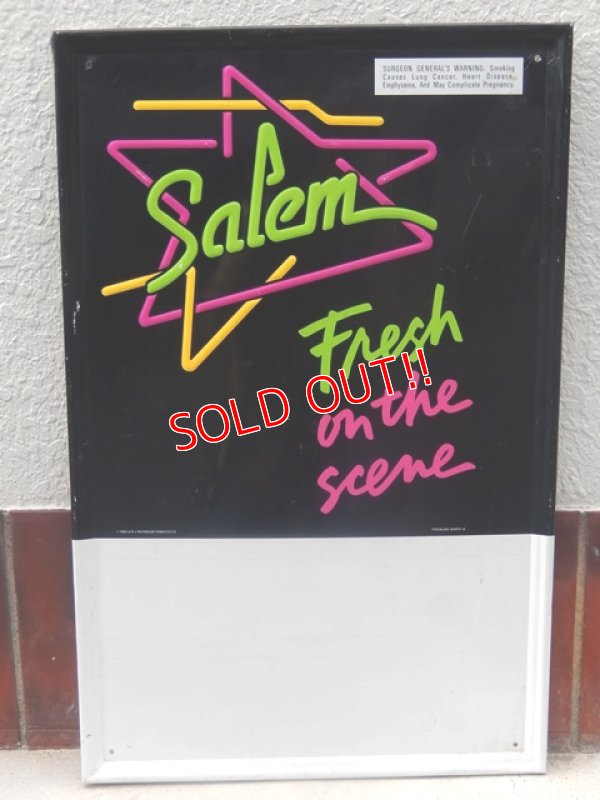 SURGEON GENERAL'S WARNING: Smoking
Causes Lung Cancer, Heart Disease,
Emphysema, And May Complicate Pregnancy.
Salem
Fresh
on the
scene
SOLD OUT!!